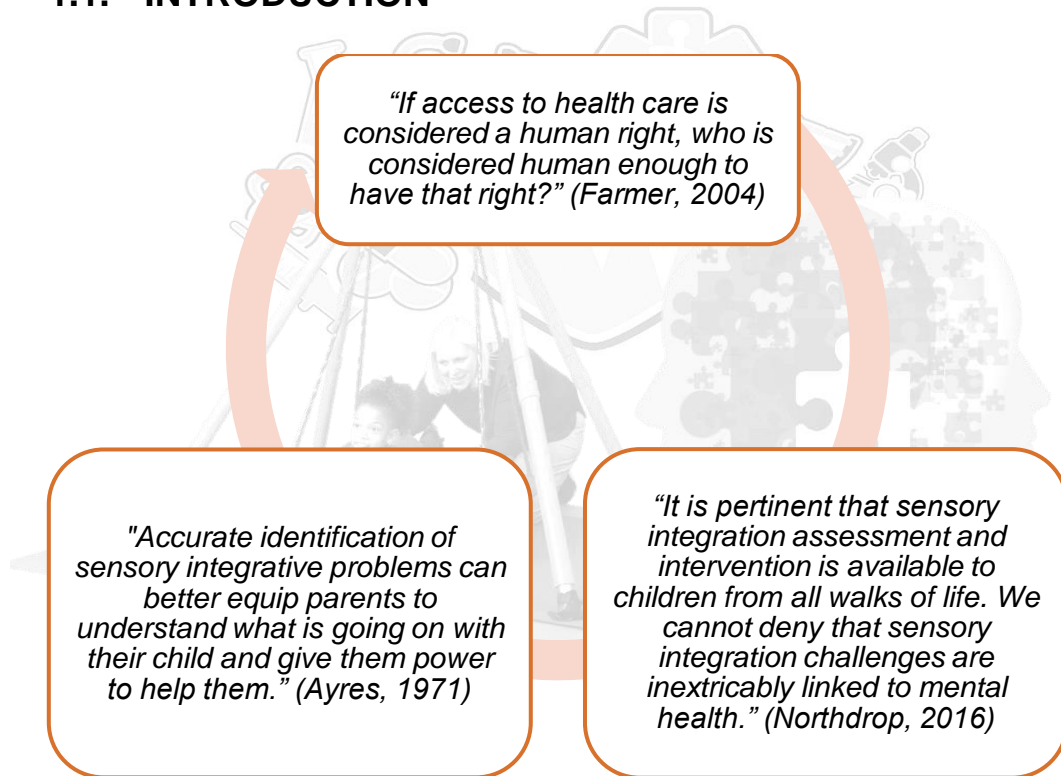 1.1. INTRODUCTION
“If access to health care is
considered a human right, who is
considered human enough to
have that right?” (Farmer, 2004)
"Accurate identification of
sensory integrative problems can
better equip parents to
understand what is going on with
their child and give them power
to help them.” (Ayres, 1971)
“It is pertinent that sensory
integration assessment and
intervention is available to
children from all walks of life. We
cannot deny that sensory
integration challenges are
inextricably linked to mental
health.” (Northdrop, 2016)